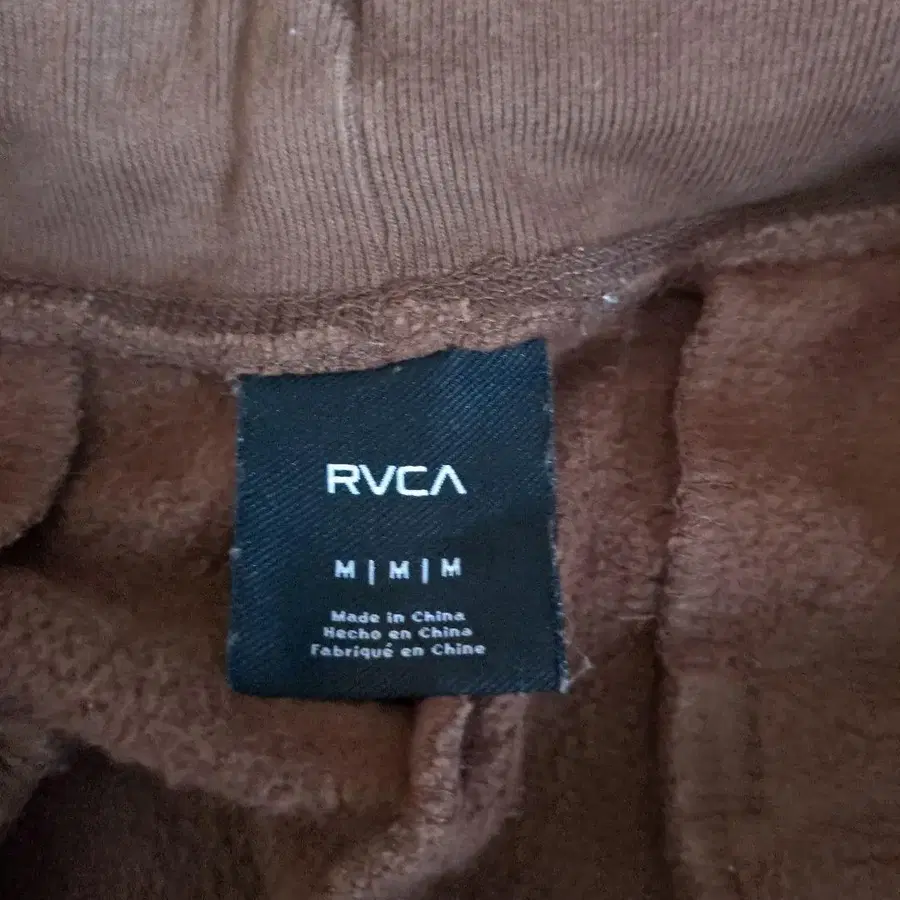 RVCA
M | M | M
Made in China
Hecho en China
Fabriqué en Chine